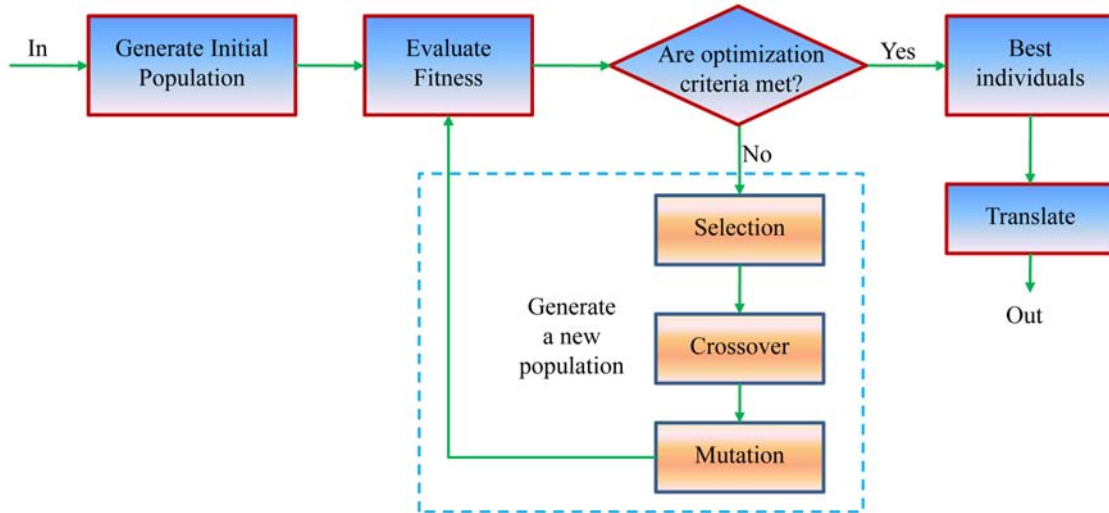 In
Generate Initial
Population
Evaluate
Fitness
Are optimization
criteria met?
Yes
Best
individuals
No
Selection
Translate
Generate
a new
population
Out
Crossover
Mutation